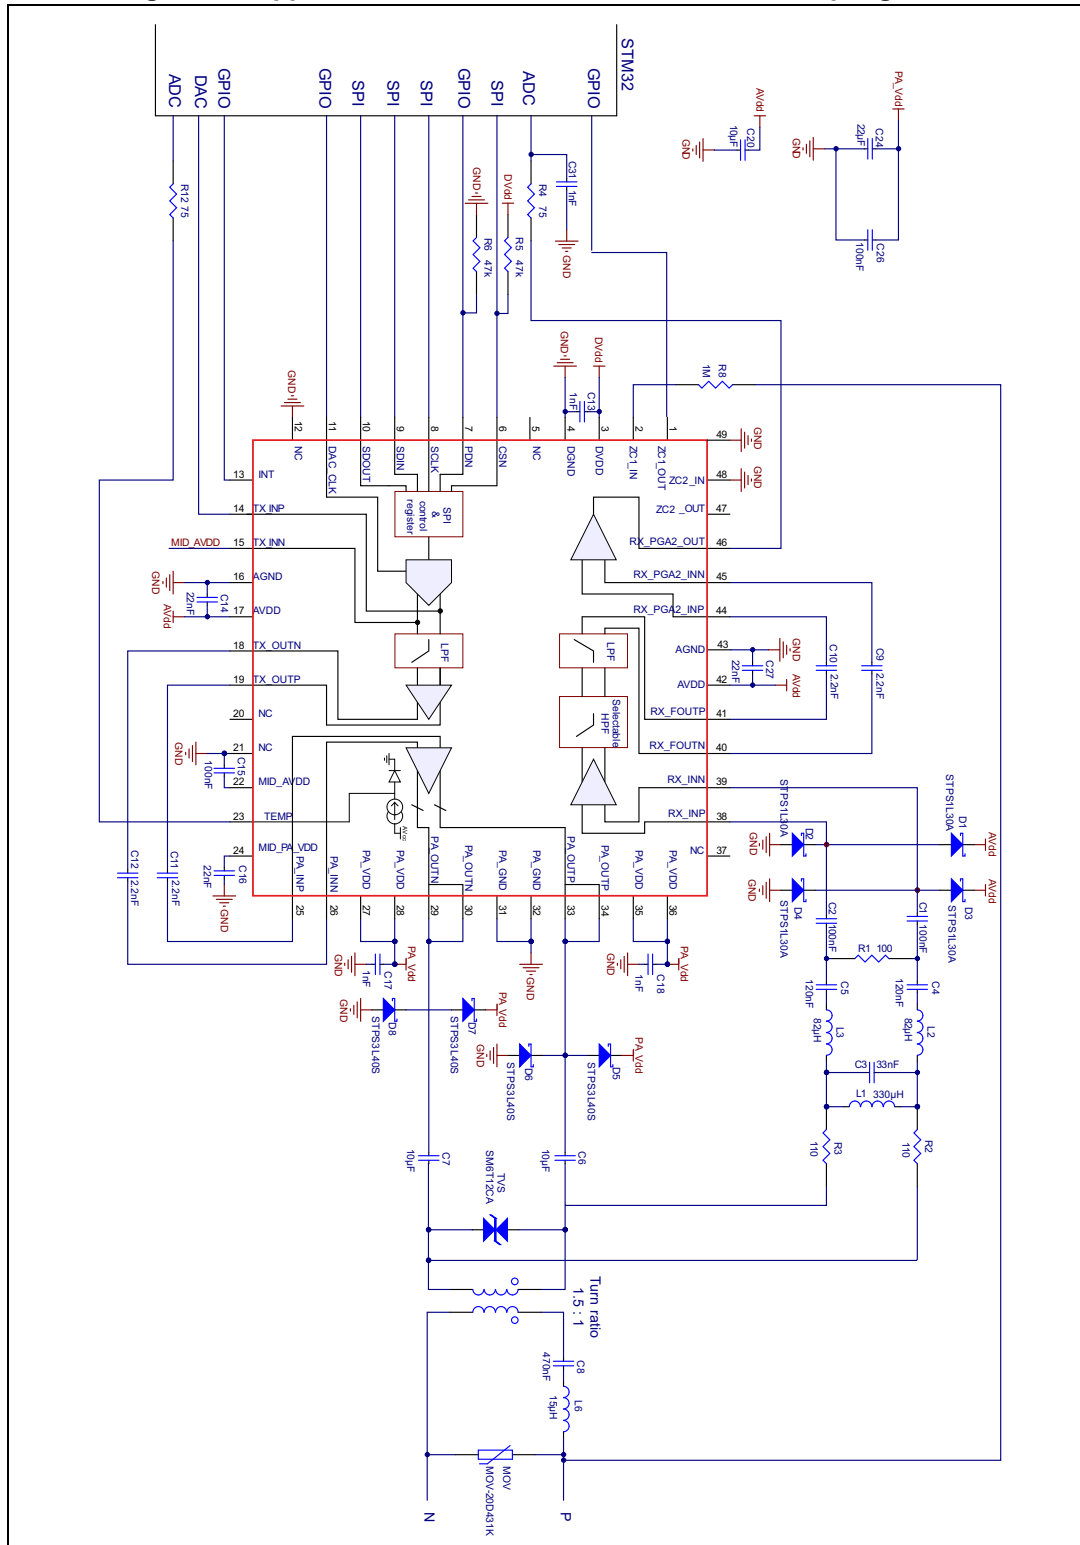 STM32
ADC
DAC
GPIO
GPIO
SPI
SPI
SPI
GPIO
SPI
ADC
GPIO
PA_Vdd
C24
22µF
GND
C26
100nF
AVdd
C20
10µF
GND
C31
1nF
GND
R4 75
DVdd
R5 47k
GND
R6 47k
R12 75
R8
1M
DVdd
C13
1nF
GND
GND
12
11
10
9
8
7
6
5
4
3
2
1
NC
DAC_CLK
SDOUT
SDIN
SCLK
PDN
CSN
NC
DGND
DVDD
ZC1_IN
ZC1_OUT
SPI
&
control
register
LPF
LPF
Selectable
HPF
AVdd
13 INT
14 TX_INP
MID_AVDD 15 TX_INN
16 AGND
17 AVDD
18 TX_OUTN
19 TX_OUTP
20 NC
21 NC
22 MID_AVDD
23 TEMP
24 MID_PA_VDD
GND
C14
22nF
AVdd
GND
C15
100nF
C16
22nF
GND
C12
2.2nF
C11
2.2nF
49 GND
ZC2_IN 48 GND
ZC2_OUT 47
RX_PGA2_OUT 46
RX_PGA2_INN 45
RX_PGA2_INP 44
AGND 43
AVDD 42
RX_FOUTP 41
RX_FOUTN 40
RX_INN 39
RX_INP 38
NC 37
GND
C27
22nF
AVdd
C10
2.2nF
C9
2.2nF
PA_INP
PA_INN
PA_VDD
PA_VDD
PA_OUTN
PA_OUTN
PA_GND
PA_GND
PA_OUTP
PA_OUTP
PA_VDD
PA_VDD
25
26
27
28
29
30
31
32
33
34
35
36
STPS1L30A
D1
AVdd
GND
D2
STPS1L30A
D3
AVdd
STPS1L30A
GND
D4
STPS1L30A
C2
100nF
C1
100nF
R1 100
C5
120nF
C4
120nF
L3
82µH
L2
82µH
C3 33nF
L1 330µH
R3
110
R2
110
PA_Vdd
C17
1nF
GND
GND
PA_Vdd
C18
1nF
GND
PA_Vdd
D7
STPS3L40S
D8
STPS3L40S
GND
PA_Vdd
D5
STPS3L40S
D6
STPS3L40S
GND
C7
10µF
C6
10µF
TVS
SM6T12CA
Turn ratio
1.5 : 1
C8
470nF
L6
15µH
MOV
MOV-20D431K
N
P